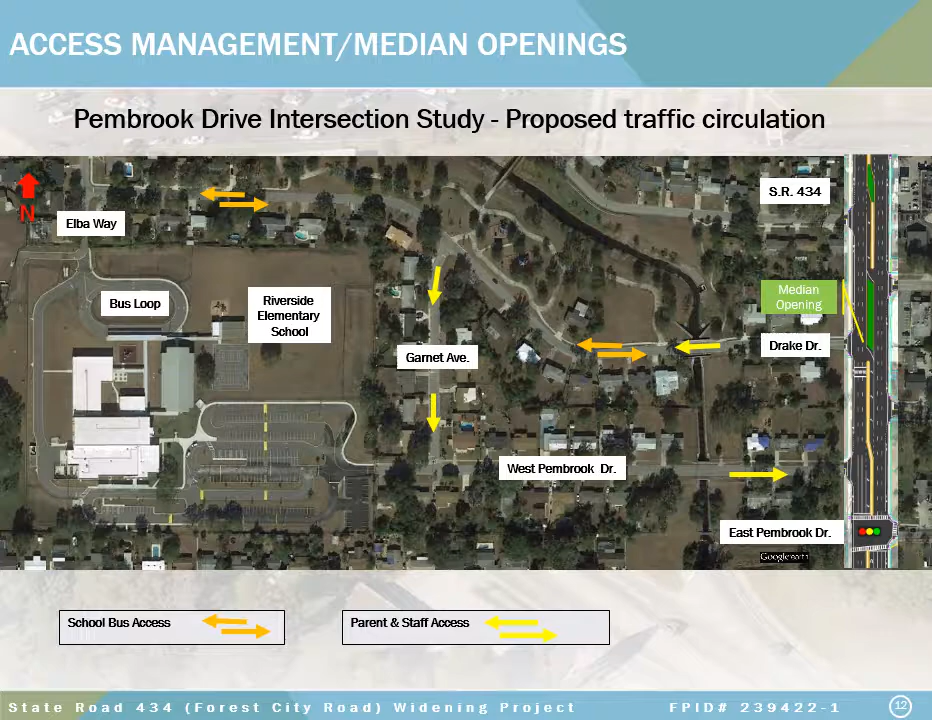 ACCESS MANAGEMENT/MEDIAN OPENINGS
Pembrook Drive Intersection Study - Proposed traffic circulation
N
S.R. 434
Elba Way
Bus Loop
Riverside
Elementary
School
Median
Opening
Garnet Ave.
Drake Dr.
West Pembrook Dr.
East Pembrook Dr.
Google earth
School Bus Access
Parent & Staff Access
State Road 434 (Forest City Road) Widening Project
FPID# 239422-1
12